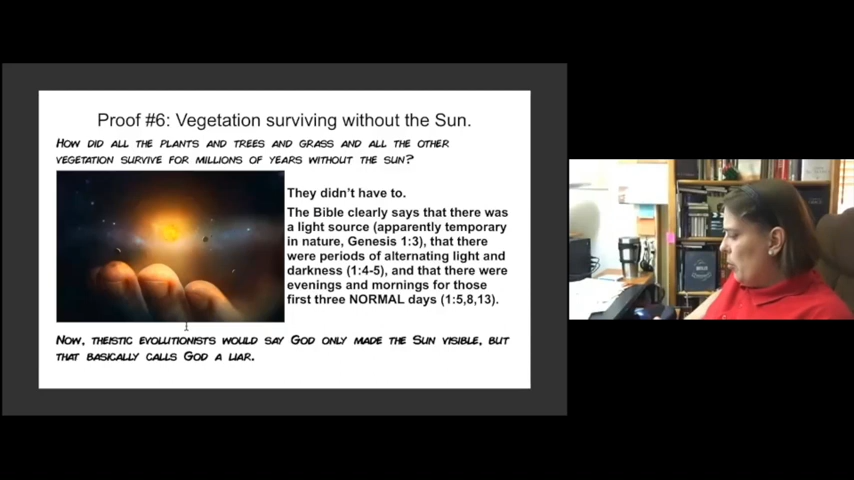 Proof #6: Vegetation surviving without the Sun.
How did all the plants and trees and grass and all the other
vegetation survive for millions of years without the sun?
They didn't have to.
The Bible clearly says that there was
a light source (apparently temporary
in nature, Genesis 1:3), that there
were periods of alternating light and
darkness (1:4-5), and that there were
evenings and mornings for those
first three NORMAL days (1:5,8,13).
Now, theistic evolutionists would say God only made the Sun visible, but
that basically calls God a liar.